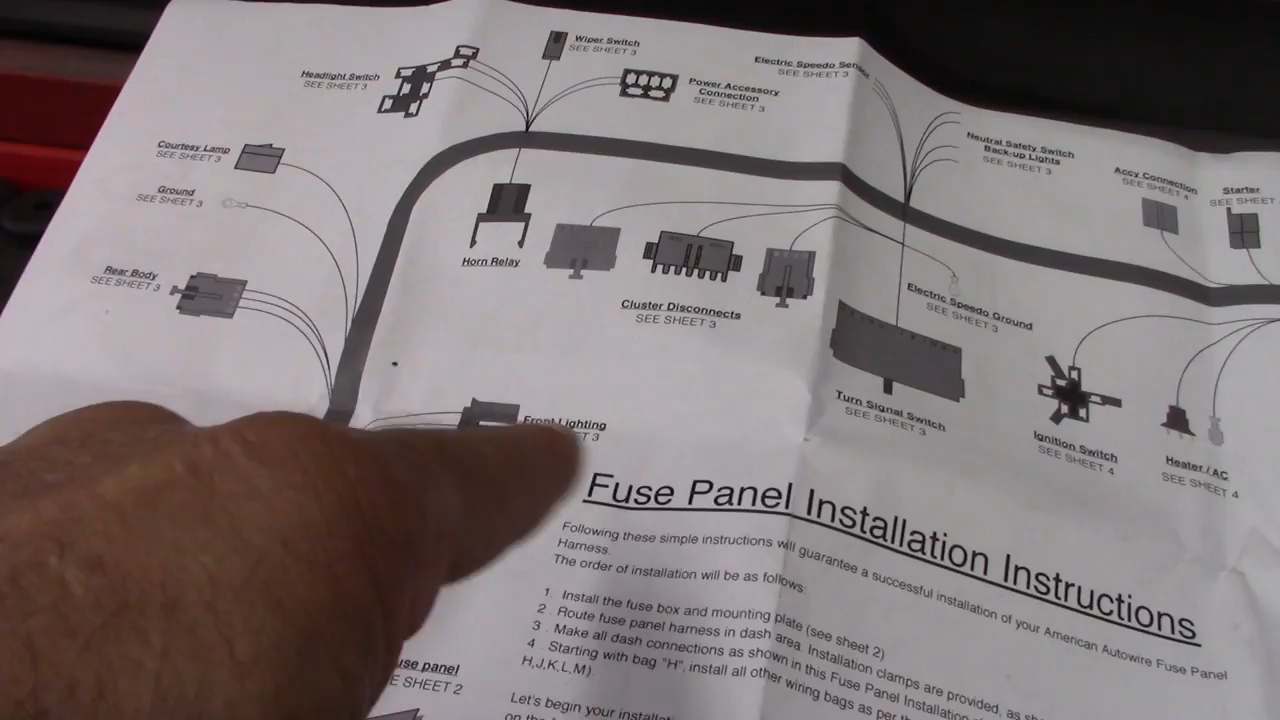 Wiper Switch
SEE SHEET 3
Headlight Switch
SEE SHEET 3
Power Accessory
Connection
SEE SHEET 3
Electric Speedo Sensor
SEE SHEET 3
Neutral Safety Switch
Back-up Lights
SEE SHEET 3
Accy Connection
SEE SHEET 4
Starter
SEE SHEET
Courtesy Lamp
SEE SHEET 3
Ground
SEE SHEET 3
Rear Body
SEE SHEET 3
Horn Relay
Cluster Disconnects
SEE SHEET 3
Electric Speedo Ground
SEE SHEET 3
Turn Signal Switch
SEE SHEET 3
Ignition Switch
SEE SHEET 4
Heater / AC
SEE SHEET 4
Front Lighting
3
Fuse Panel Installation Instructions
Following these simple instructions will guarantee a successful installation of your American Autowire Fuse Panel
Harness.
The order of installation will be as follows:
1. Install the fuse box and mounting plate (see sheet 2)
2. Route fuse panel harness in dash area. Installation clamps are provided, as
3. Make all dash connections as shown in this Fuse Panel Installation
4. Starting with bag "H", install all other wiring bags as per
H,J,K,L,M).
Let's begin your
panel
SHEET 2